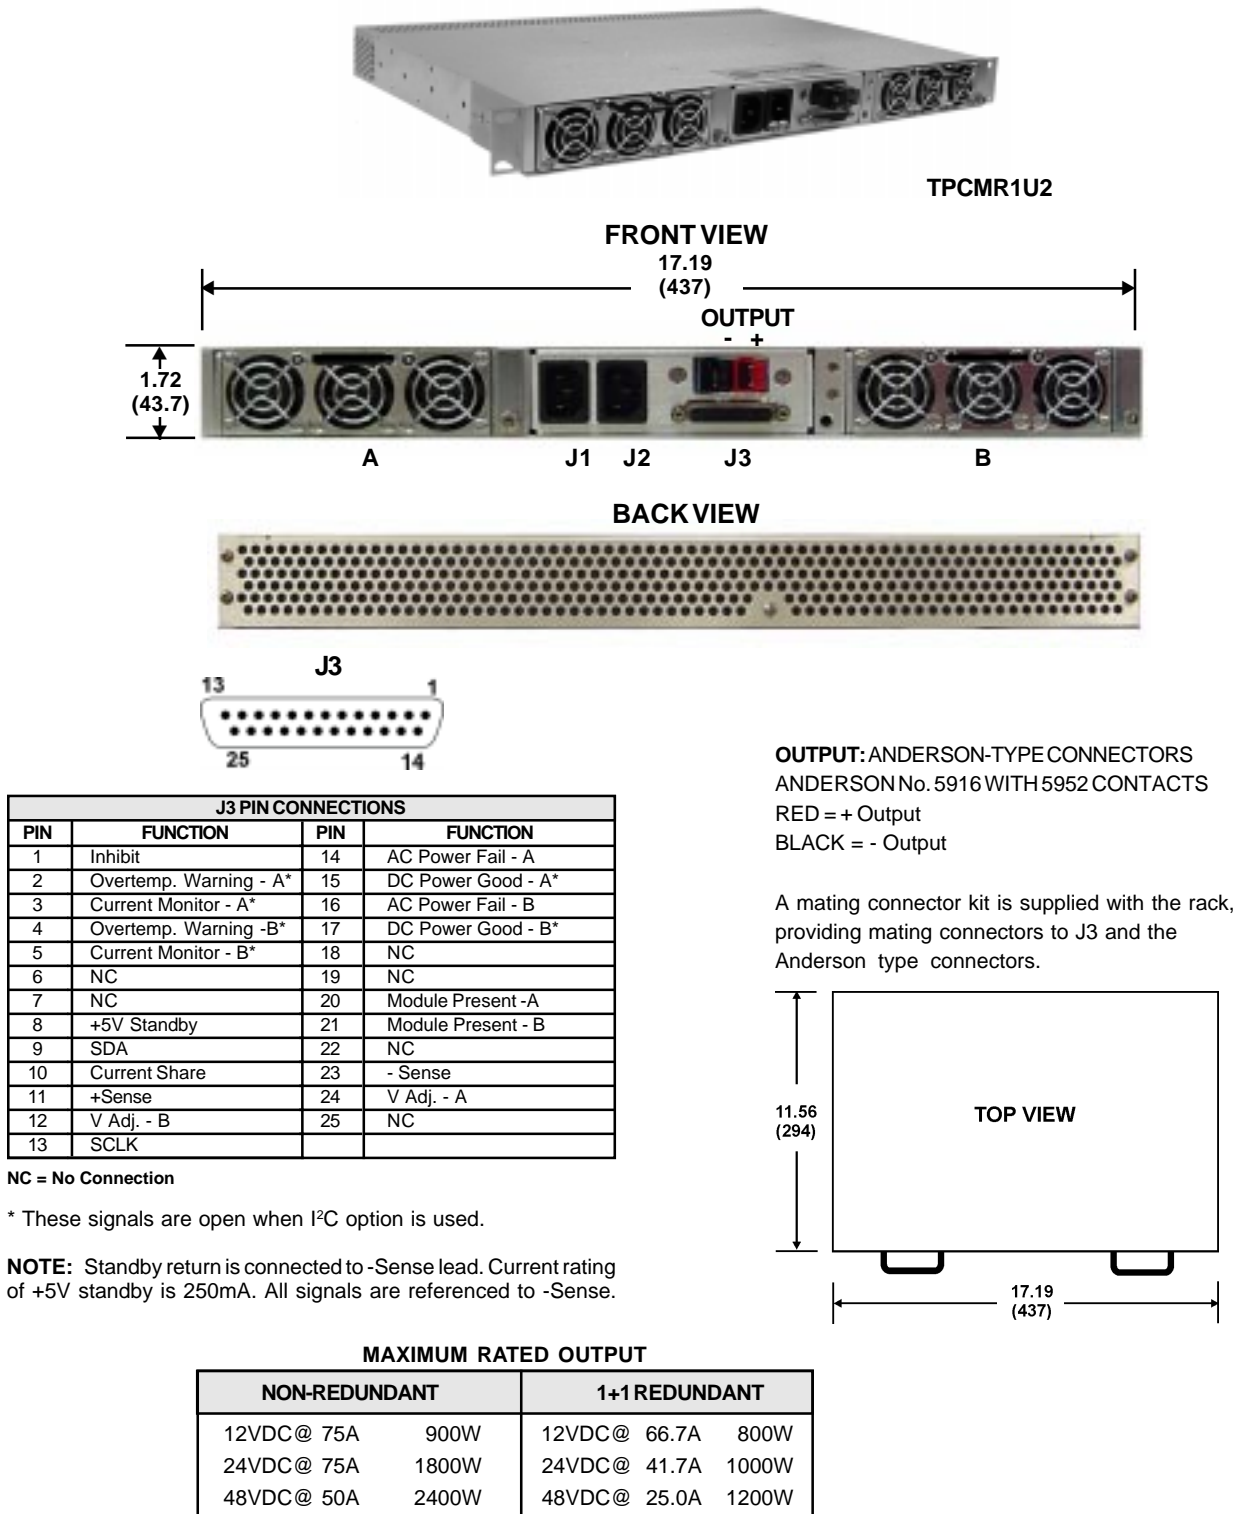 TPCMR1U2
FRONT VIEW
17.19
(437)
OUTPUT
- +
1.72
(43.7)
A J1 J2 J3 B
BACK VIEW
J3
13 1
25 14
J3 PIN CONNECTIONS
PIN FUNCTION PIN FUNCTION
1 Inhibit 14 AC Power Fail - A
2 Overtemp. Warning - A* 15 DC Power Good - A*
3 Current Monitor - A* 16 AC Power Fail - B
4 Overtemp. Warning -B* 17 DC Power Good - B*
5 Current Monitor - B* 18 NC
6 NC 19 NC
7 NC 20 Module Present -A
8 +5V Standby 21 Module Present - B
9 SDA 22 NC
10 Current Share 23 - Sense
11 +Sense 24 V Adj. - A
12 V Adj. - B 25 NC
13 SCLK
NC = No Connection
* These signals are open when I²C option is used.
NOTE: Standby return is connected to -Sense lead. Current rating
of +5V standby is 250mA. All signals are referenced to -Sense.
OUTPUT: ANDERSON-TYPE CONNECTORS
ANDERSON No. 5916 WITH 5952 CONTACTS
RED = + Output
BLACK = - Output
A mating connector kit is supplied with the rack,
providing mating connectors to J3 and the
Anderson type connectors.
11.56
(294)
TOP VIEW
17.19
(437)
MAXIMUM RATED OUTPUT
NON-REDUNDANT 1+1 REDUNDANT
12VDC@ 75A 900W 12VDC@ 66.7A 800W
24VDC@ 75A 1800W 24VDC@ 41.7A 1000W
48VDC@ 50A 2400W 48VDC@ 25.0A 1200W